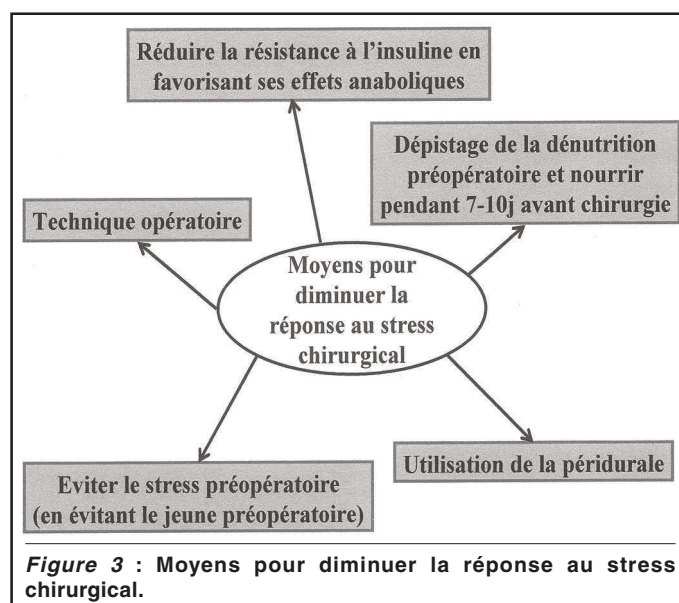 Réduire la résistance à l'insuline en
favorisant ses effets anaboliques
Dépistage de la dénutrition
préopératoire et nourrir
pendant 7-10j avant chirurgie
Technique opératoire
Moyens pour
diminuer la
réponse au stress
chirurgical
Eviter le stress préopératoire
(en évitant le jeune préopératoire)
Utilisation de la péridurale
Figure 3 : Moyens pour diminuer la réponse au stress
chirurgical.